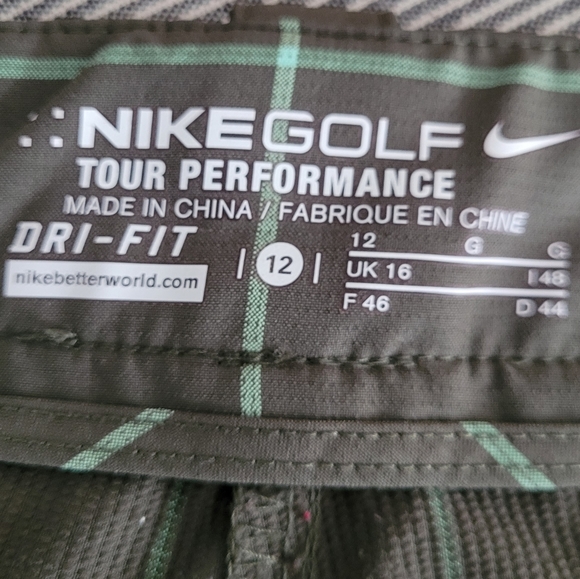 NIKEGOLF
TOUR PERFORMANCE
MADE IN CHINA / FABRIQUE EN CHINE
DRI-FIT
nikebetterworld.com
| 12 |
12 G G
UK 16 I 48
F 46 D 44